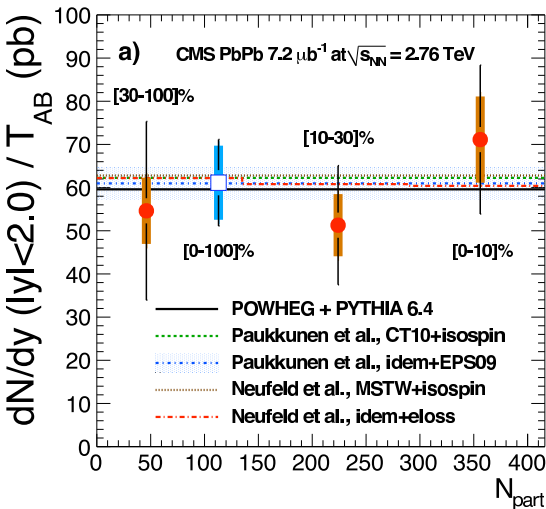 a) CMS PbPb 7.2 μb⁻¹ at √sNN = 2.76 TeV
[30-100]%
[10-30]%
[0-100]%
[0-10]%
POWHEG + PYTHIA 6.4
Paukkunen et al., CT10+isospin
Paukkunen et al., idem+EPS09
Neufeld et al., MSTW+isospin
Neufeld et al., idem+eloss
dN/dy (|y|<2.0) / TAB (pb)
100
90
80
70
60
50
40
30
20
10
0
0 50 100 150 200 250 300 350 400
Npart